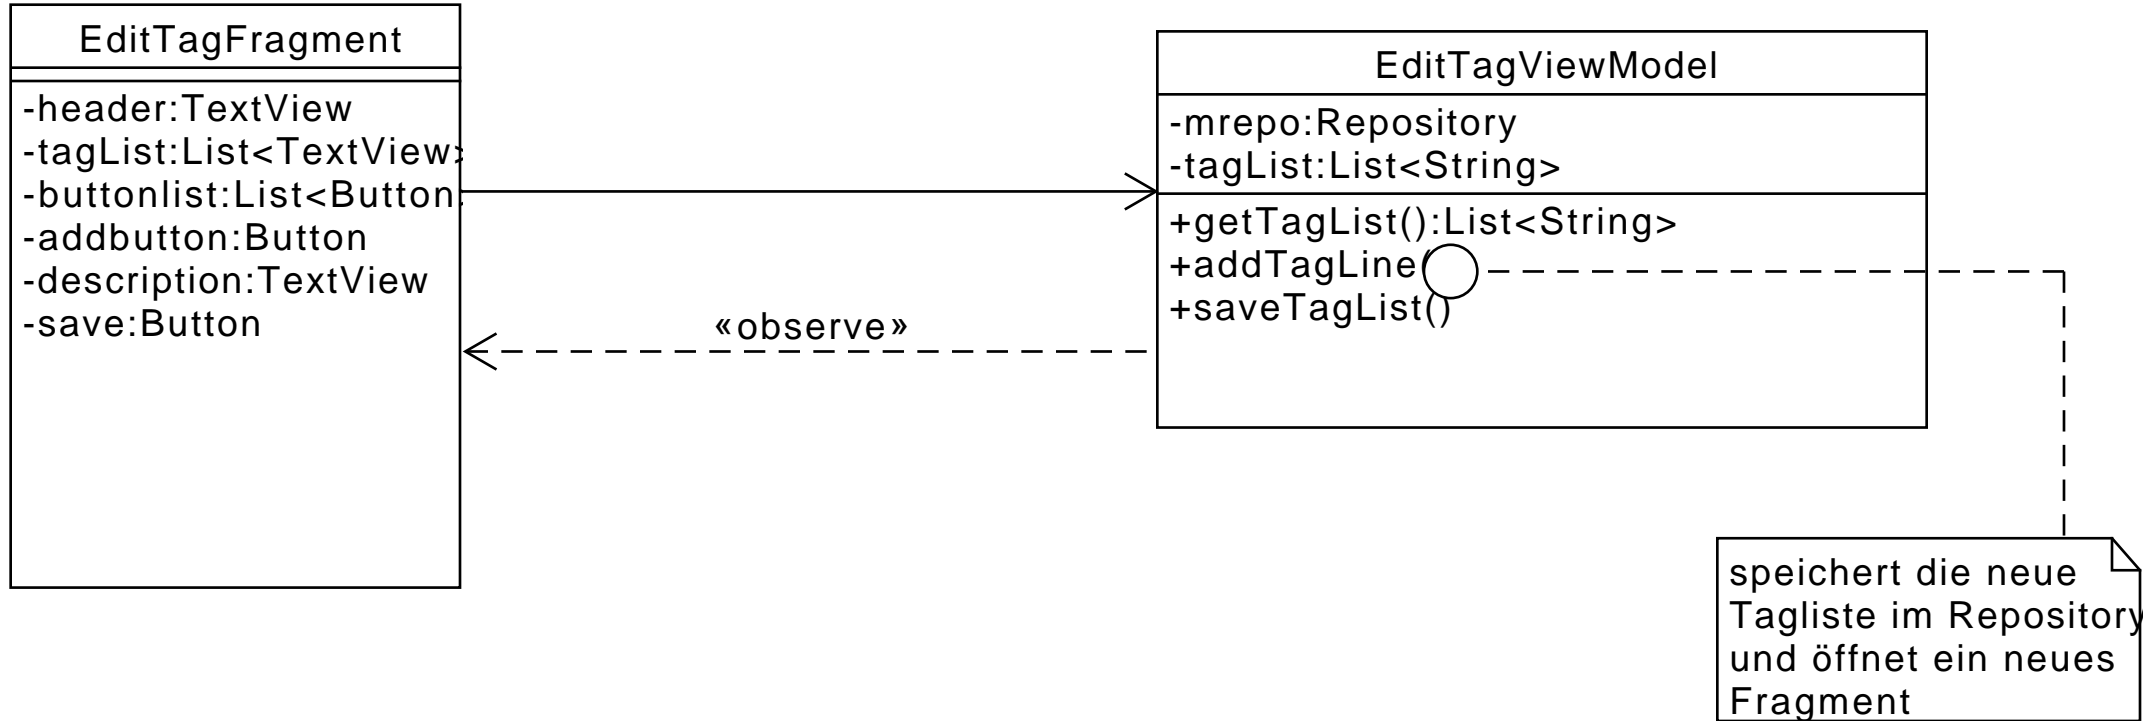 EditTagFragment
-header:TextView
-tagList:List<TextView>
-buttonlist:List<Button>
-addbutton:Button
-description:TextView
-save:Button
«observe»
EditTagViewModel
-mrepo:Repository
-tagList:List<String>
+getTagList():List<String>
+addTagLine(
+saveTagList()
speichert die neue
Tagliste im Repository
und öffnet ein neues
Fragment